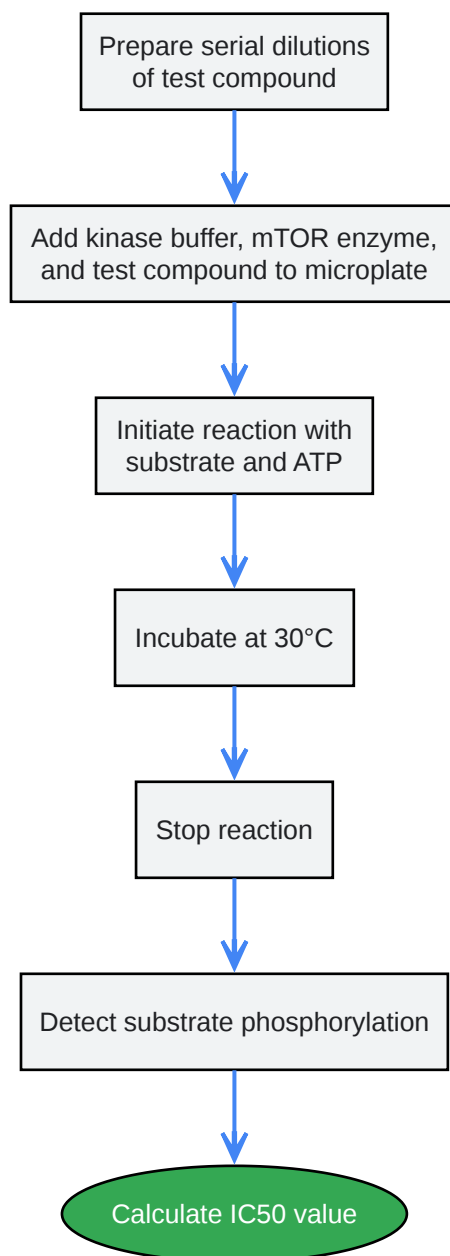 Prepare serial dilutions
of test compound
Add kinase buffer, mTOR enzyme,
and test compound to microplate
Initiate reaction with
substrate and ATP
Incubate at 30°C
Stop reaction
Detect substrate phosphorylation
Calculate IC50 value